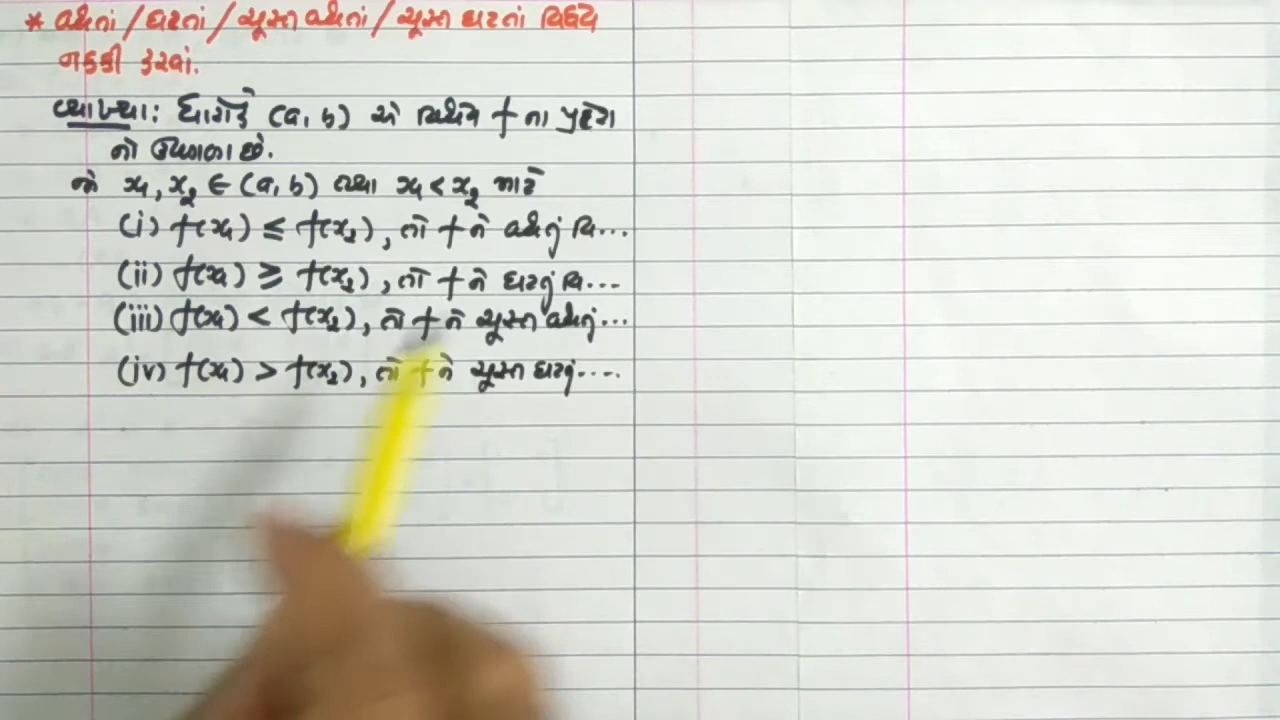 * વધતાં / ઘટતાં / ચૂસ્ત વધતાં / ચૂસ્ત ઘટતાં વિધેય
નક્કી કરવાં.
વ્યાખ્યા: ધારોકે (a, b) એ વિધેય f ના પ્રદેશ
નો ઉપગણ છે.
જો x₁, x₂ ∈ (a, b) તથા x₁ < x₂ માટે
(i) f(x₁) ≤ f(x₂), તો f ને વધતું વિ...
(ii) f(x₁) ≥ f(x₂), તો f ને ઘટતું વિ...
(iii) f(x₁) < f(x₂), તો f ને ચૂસ્ત વધતું...
(iv) f(x₁) > f(x₂), તો f ને ચૂસ્ત ઘટતું....